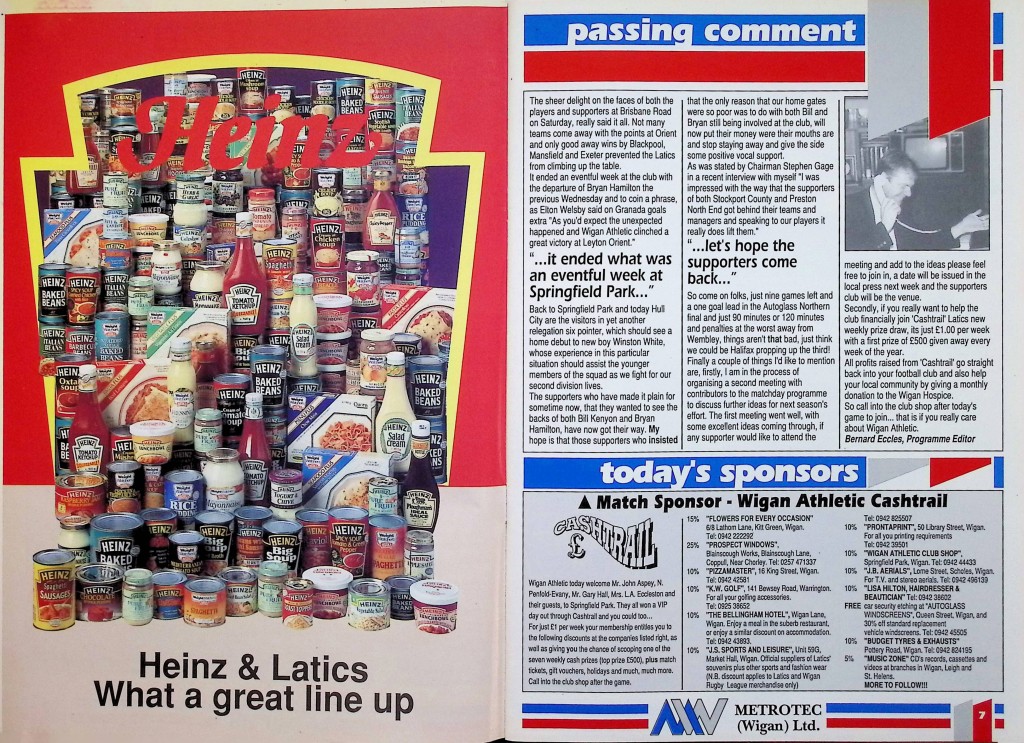 Heinz
Heinz & Latics
What a great line up
passing comment
The sheer delight on the faces of both the
players and supporters at Brisbane Road
on Saturday, really said it all. Not many
teams come away with the points at Orient
and only good away wins by Blackpool,
Mansfield and Exeter prevented the Latics
from climbing up the table.
It ended an eventful week at the club with
the departure of Bryan Hamilton the
previous Wednesday and to coin a phrase,
as Elton Welsby said on Granada goals
extra "As you'd expect the unexpected
happened and Wigan Athletic clinched a
great victory at Leyton Orient."
"...it ended what was
an eventful week at
Springfield Park..."
Back to Springfield Park and today Hull
City are the visitors in yet another
relegation six pointer, which should see a
home debut to new boy Winston White,
whose experience in this particular
situation should assist the younger
members of the squad as we fight for our
second division lives.
The supporters who have made it plain for
sometime now, that they wanted to see the
backs of both Bill Kenyon and Bryan
Hamilton, have now got their way. My
hope is that those supporters who insisted
that the only reason that our home gates
were so poor was to do with both Bill and
Bryan still being involved at the club, will
now put their money were their mouths are
and stop staying away and give the side
some positive vocal support.
As was stated by Chairman Stephen Gage
in a recent interview with myself "I was
impressed with the way that the supporters
of both Stockport County and Preston
North End got behind their teams and
managers and speaking to our players it
really does lift them."
"...let's hope the
supporters come
back..."
So come on folks, just nine games left and
a one goal lead in the Autoglass Northern
final and just 90 minutes or 120 minutes
and penalties at the worst away from
Wembley, things aren't that bad, just think
we could be Halifax propping up the third!
Finally a couple of things I'd like to mention
are, firstly, I am in the process of
organising a second meeting with
contributors to the matchday programme
to discuss further ideas for next season's
effort. The first meeting went well, with
some excellent ideas coming through, if
any supporter would like to attend the
meeting and add to the ideas please feel
free to join in, a date will be issued in the
local press next week and the supporters
club will be the venue.
Secondly, if you really want to help the
club financially join 'Cashtrail' Latics new
weekly prize draw, its just £1.00 per week
with a first prize of £500 given away every
week of the year.
All profits raised from 'Cashtrail' go straight
back into your football club and also help
your local community by giving a monthly
donation to the Wigan Hospice.
So call into the club shop after today's
game to join... that is if you really care
about Wigan Athletic.
Bernard Eccles, Programme Editor
today's sponsors
▲ Match Sponsor - Wigan Athletic Cashtrail
CASHTRAIL
£
Wigan Athletic today welcome Mr. John Aspey, N.
Penfold-Evany, Mr. Gary Hall, Mrs. L.A. Eccleston and
their guests, to Springfield Park. They all won a VIP
day out through Cashtrail and you could too...
For just £1 per week your membership entitles you to
the following discounts at the companies listed right, as
well as giving you the chance of scooping one of the
seven weekly cash prizes (top prize £500), plus match
tickets, gift vouchers, holidays and much, much more.
Call into the club shop after the game.
15% "FLOWERS FOR EVERY OCCASION"
6/8 Lathom Lane, Kitt Green, Wigan.
Tel: 0942 222292
25% "PROSPECT WINDOWS",
Blainscough Works, Blainscough Lane,
Coppull, Near Chorley. Tel: 0257 471337
10% "PIZZAMASTER", 16 King Street, Wigan.
Tel: 0942 42581
10% "K.W. GOLF", 141 Bewsey Road, Warrington.
For all your golfing accessories.
Tel: 0925 38652
10% "THE BELLINGHAM HOTEL", Wigan Lane,
Wigan. Enjoy a meal in the suburb restaurant,
or enjoy a similar discount on accommodation.
Tel: 0942 43893.
10% "J.S. SPORTS AND LEISURE", Unit 59G,
Market Hall, Wigan. Official suppliers of Latics'
souvenirs plus other sports and fashion wear
(N.B. discount applies to Latics and Wigan
Rugby League merchandise only)
Tel: 0942 825507
10% "PRONTAPRINT", 50 Library Street, Wigan.
For all you printing requirements
Tel: 0942 35501
10% "WIGAN ATHLETIC CLUB SHOP",
Springfield Park, Wigan. Tel: 0942 44433
10% "J.B. AERIALS", Lorne Street, Scholes, Wigan.
For T.V. and stereo aerials. Tel: 0942 496139
10% "LISA HILTON, HAIRDRESSER &
BEAUTICIAN" Tel: 0942 38602
FREE car security etching at "AUTOGLASS
WINDSCREENS", Queen Street, Wigan, and
30% off standard replacement
vehicle windscreens. Tel: 0942 45505
10% "BUDGET TYRES & EXHAUSTS"
Pottery Road, Wigan. Tel: 0942 824195
5% "MUSIC ZONE" CD's records, cassettes and
videos at branches in Wigan, Leigh and
St. Helens.
MORE TO FOLLOW!!!
METROTEC
(Wigan) Ltd.
7